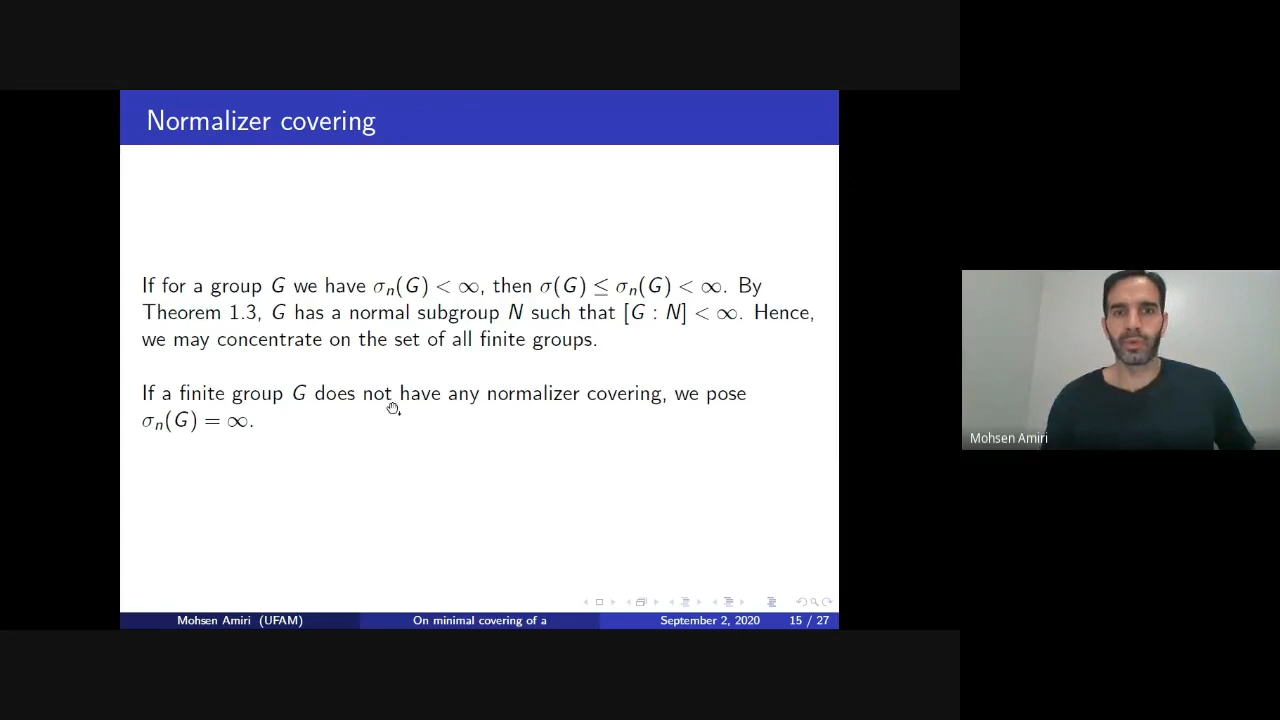 Normalizer covering
If for a group G we have σₙ(G) < ∞, then σ(G) ≤ σₙ(G) < ∞. By
Theorem 1.3, G has a normal subgroup N such that [G : N] < ∞. Hence,
we may concentrate on the set of all finite groups.
If a finite group G does not have any normalizer covering, we pose
σₙ(G) = ∞.
Mohsen Amiri
Mohsen Amiri (UFAM) On minimal covering of a September 2, 2020 15 / 27